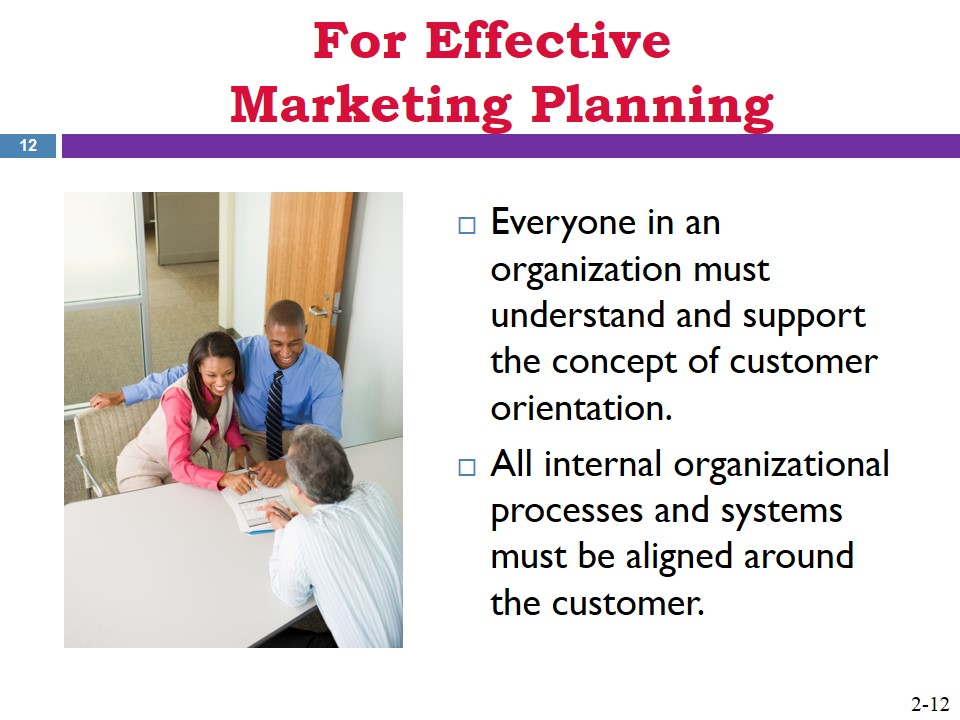 For Effective
Marketing Planning
12
Everyone in an
organization must
understand and support
the concept of customer
orientation.
All internal organizational
processes and systems
must be aligned around
the customer.
2-12